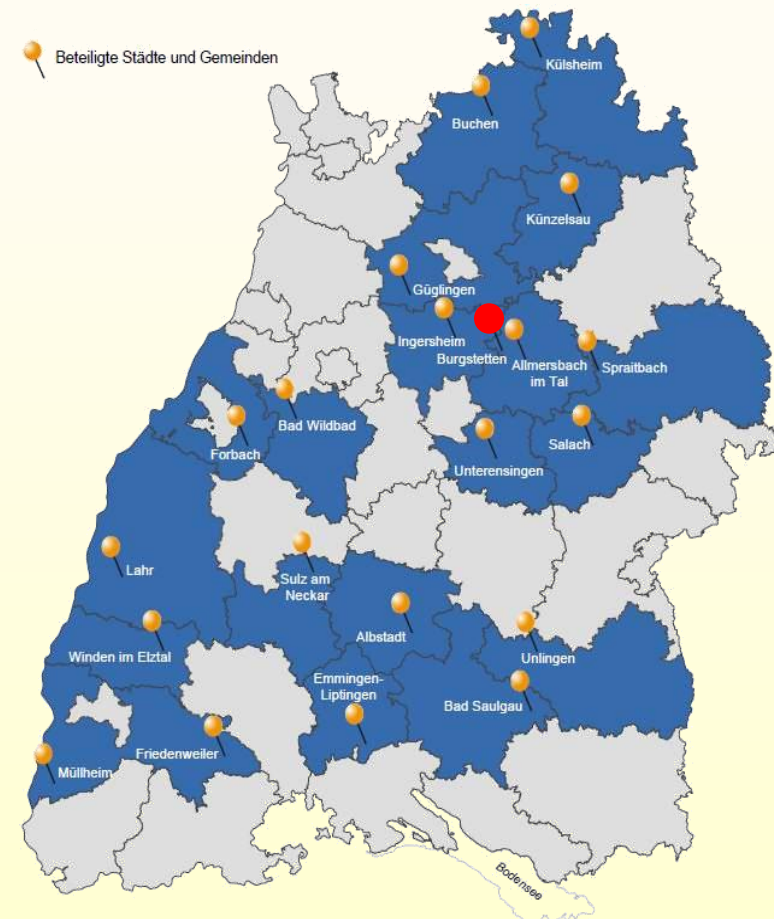 Beteiligte Städte und Gemeinden
Külsheim
Buchen
Künzelsau
Güglingen
Ingersheim
Burgstetten
Allmersbach
im Tal
Spraitbach
Bad Wildbad
Forbach
Unterensingen
Salach
Lahr
Sulz am
Neckar
Albstadt
Winden im Elztal
Unlingen
Emmingen-
Liptingen
Bad Saulgau
Friedenweiler
Müllheim
Bodensee